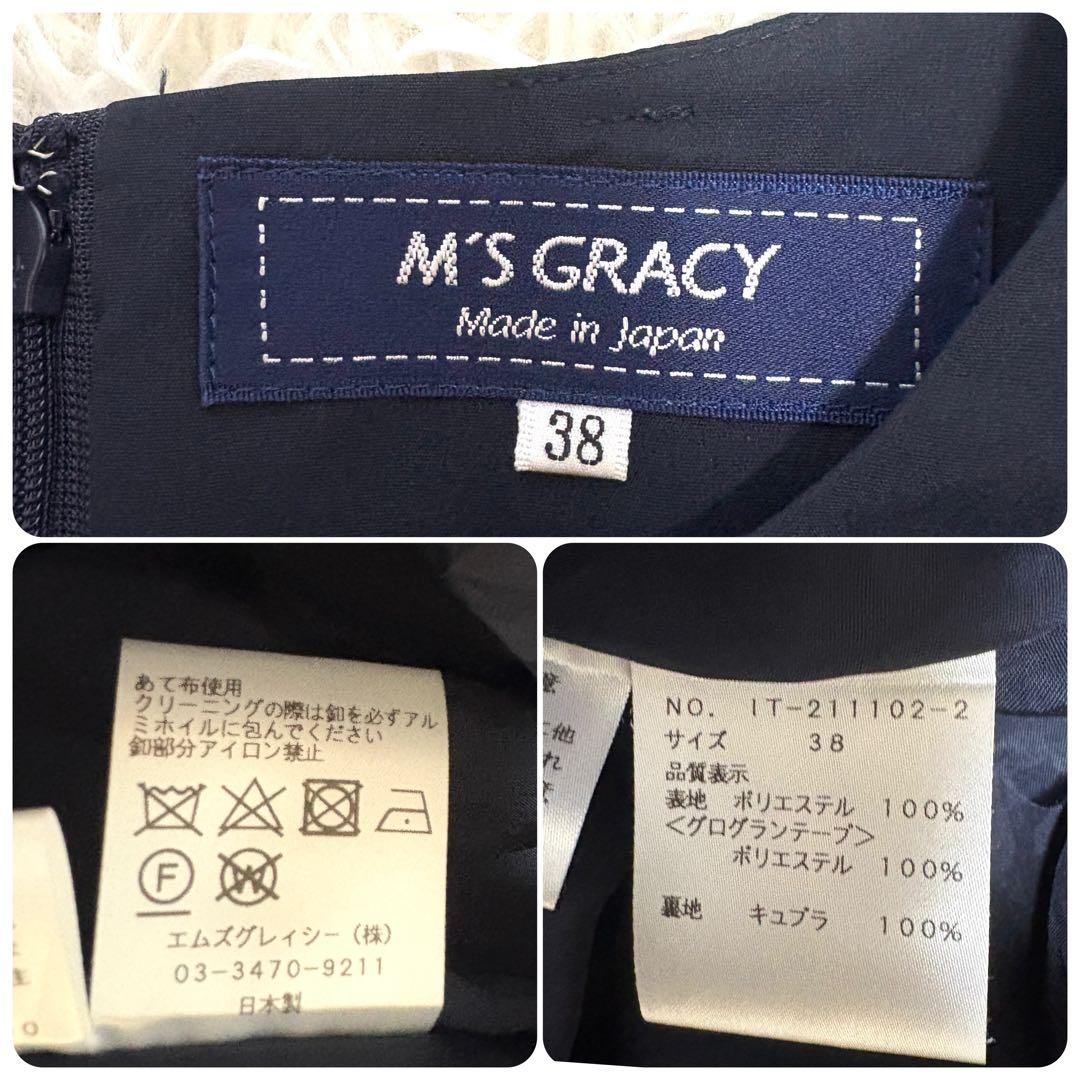 M'S GRACY
Made in Japan
38
あて布使用
クリーニングの際は釦を必ずアル
ミホイルに包んでください
釦部分アイロン禁止
F
W
エムズグレイシー(株)
03-3470-9211
日本製
に他
れ
NO. IT-211102-2
サイズ 38
品質表示
表地 ポリエステル 100%
<グログランテープ>
ポリエステル 100%
裏地 キュプラ 100%